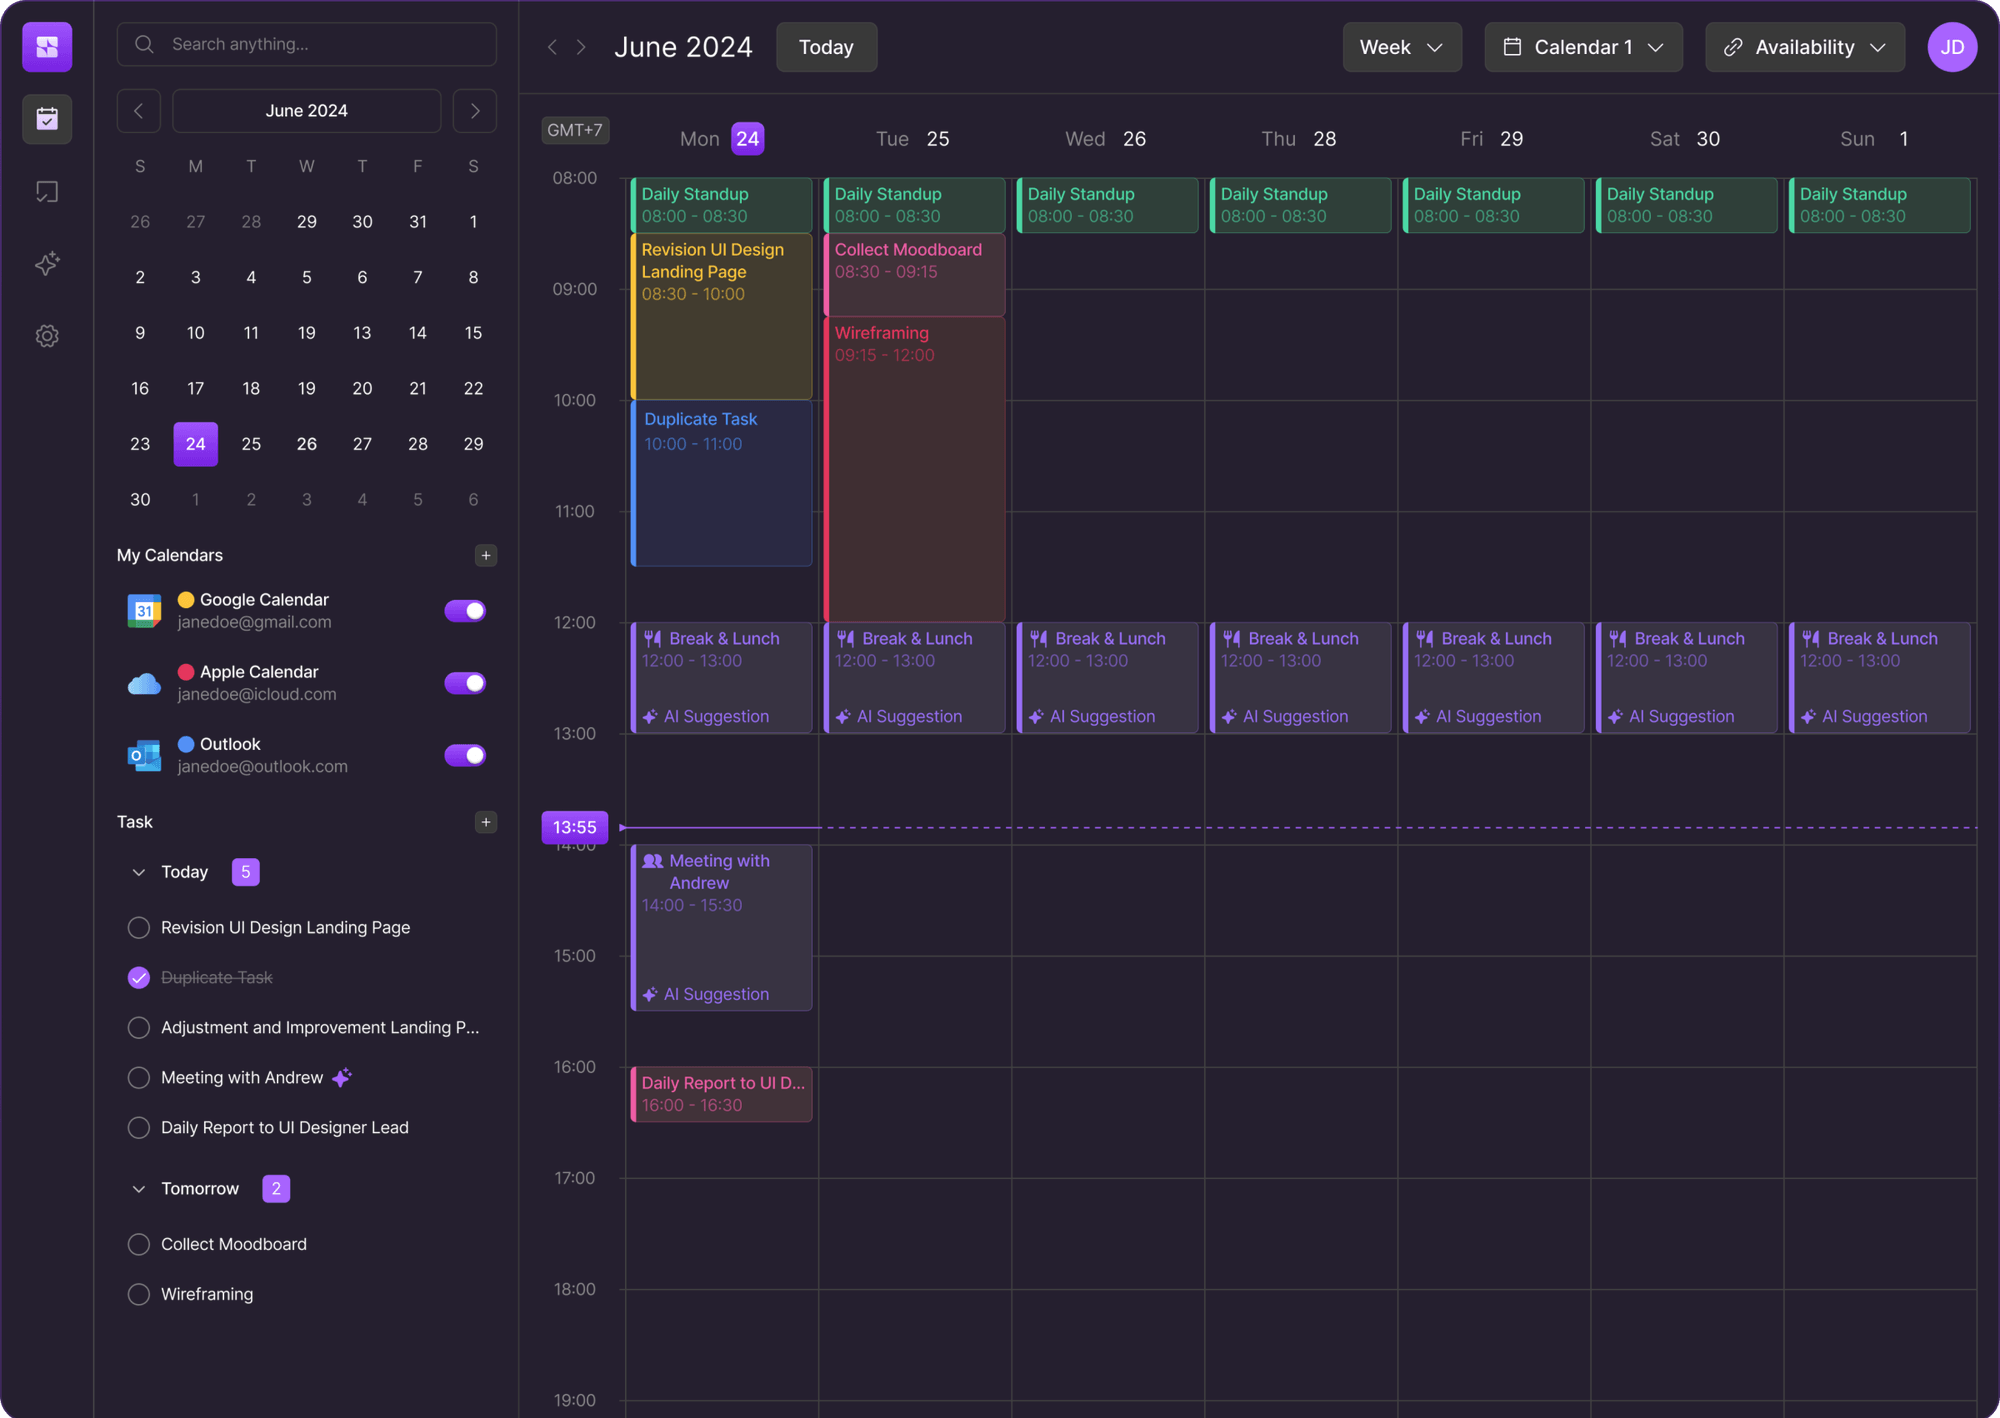 Search anything...
June 2024
S M T W T F S
26 27 28 29 30 31 1
2 3 4 5 6 7 8
9 10 11 19 13 14 15
16 17 18 19 20 21 22
23 24 25 26 27 28 29
30 1 2 3 4 5 6
My Calendars
+
31
Google Calendar
janedoe@gmail.com
Apple Calendar
janedoe@icloud.com
O
Outlook
janedoe@outlook.com
Task
+
Today 5
Revision UI Design Landing Page
Duplicate Task
Adjustment and Improvement Landing P...
Meeting with Andrew
Daily Report to UI Designer Lead
Tomorrow 2
Collect Moodboard
Wireframing
June 2024 Today Week Calendar 1 Availability JD
GMT+7 Mon 24 Tue 25 Wed 26 Thu 28 Fri 29 Sat 30 Sun 1
08:00
Daily Standup Daily Standup Daily Standup Daily Standup Daily Standup Daily Standup Daily Standup
08:00 - 08:30 08:00 - 08:30 08:00 - 08:30 08:00 - 08:30 08:00 - 08:30 08:00 - 08:30 08:00 - 08:30
Revision UI Design
Landing Page
08:30 - 10:00
Collect Moodboard
08:30 - 09:15
09:00
Wireframing
09:15 - 12:00
10:00
Duplicate Task
10:00 - 11:00
11:00
12:00
Break & Lunch Break & Lunch Break & Lunch Break & Lunch Break & Lunch Break & Lunch Break & Lunch
12:00 - 13:00 12:00 - 13:00 12:00 - 13:00 12:00 - 13:00 12:00 - 13:00 12:00 - 13:00 12:00 - 13:00
AI Suggestion AI Suggestion AI Suggestion AI Suggestion AI Suggestion AI Suggestion AI Suggestion
13:00
13:55
14:00
Meeting with
Andrew
14:00 - 15:30
15:00
AI Suggestion
16:00
Daily Report to UI D...
16:00 - 16:30
17:00
18:00
19:00